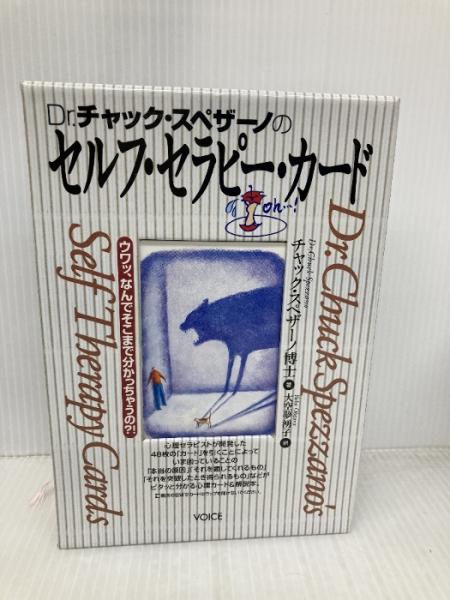 Dr.チャック・スペザーノの
セルフ・セラピー・カード
oh…!
Dr.Chuck Spezzano's
Self Therapy Cards
ウワッ、なんでそこまで分かっちゃうの?!
Dr.Chuck Spezzano
チャック・スペザーノ博士 著
大空夢湧子 訳
心理セラピストが開発した
48枚の「カード」を引くことによって
いま困っていることの
「本当の原因」「それを癒してくれるもの」
「それを突破したとき得られるもの」などが
ピタッと分かる心理カード&解説本。
VOICE